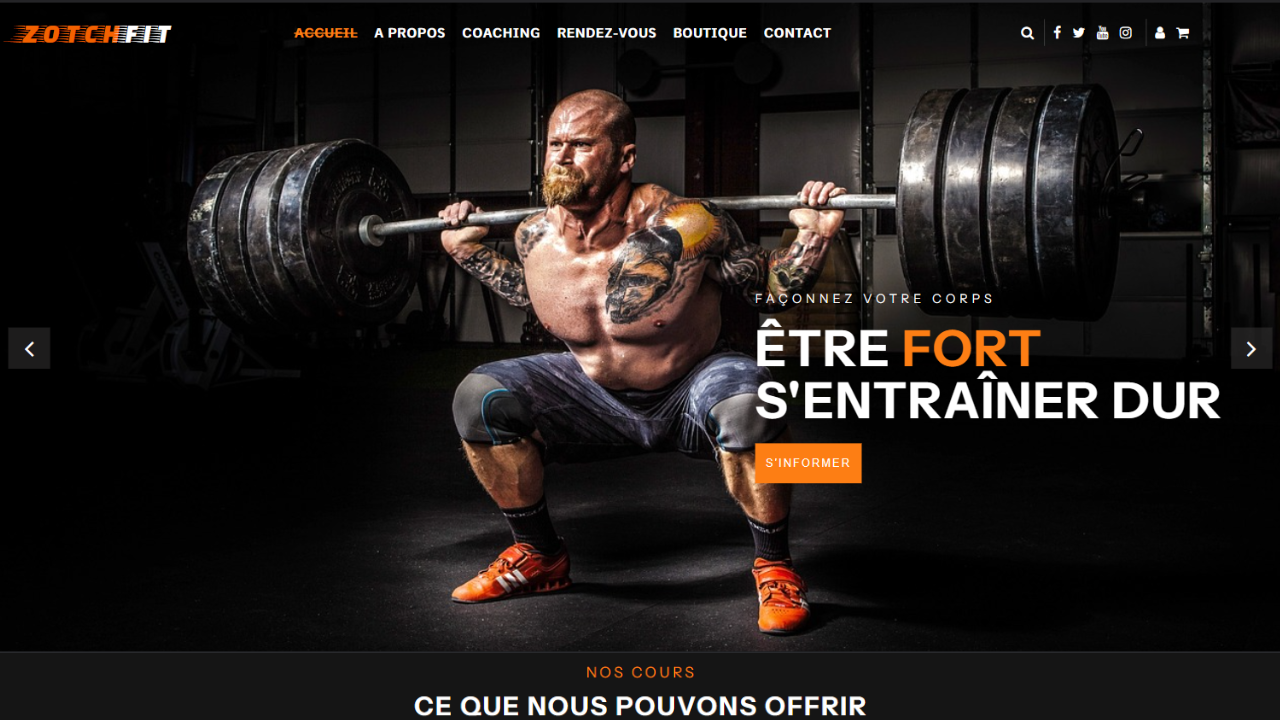 ZOTCHFIT
ACCUEIL A PROPOS COACHING RENDEZ-VOUS BOUTIQUE CONTACT
FAÇONNEZ VOTRE CORPS
ÊTRE FORT
S'ENTRAÎNER DUR
S'INFORMER
NOS COURS
CE QUE NOUS POUVONS OFFRIR